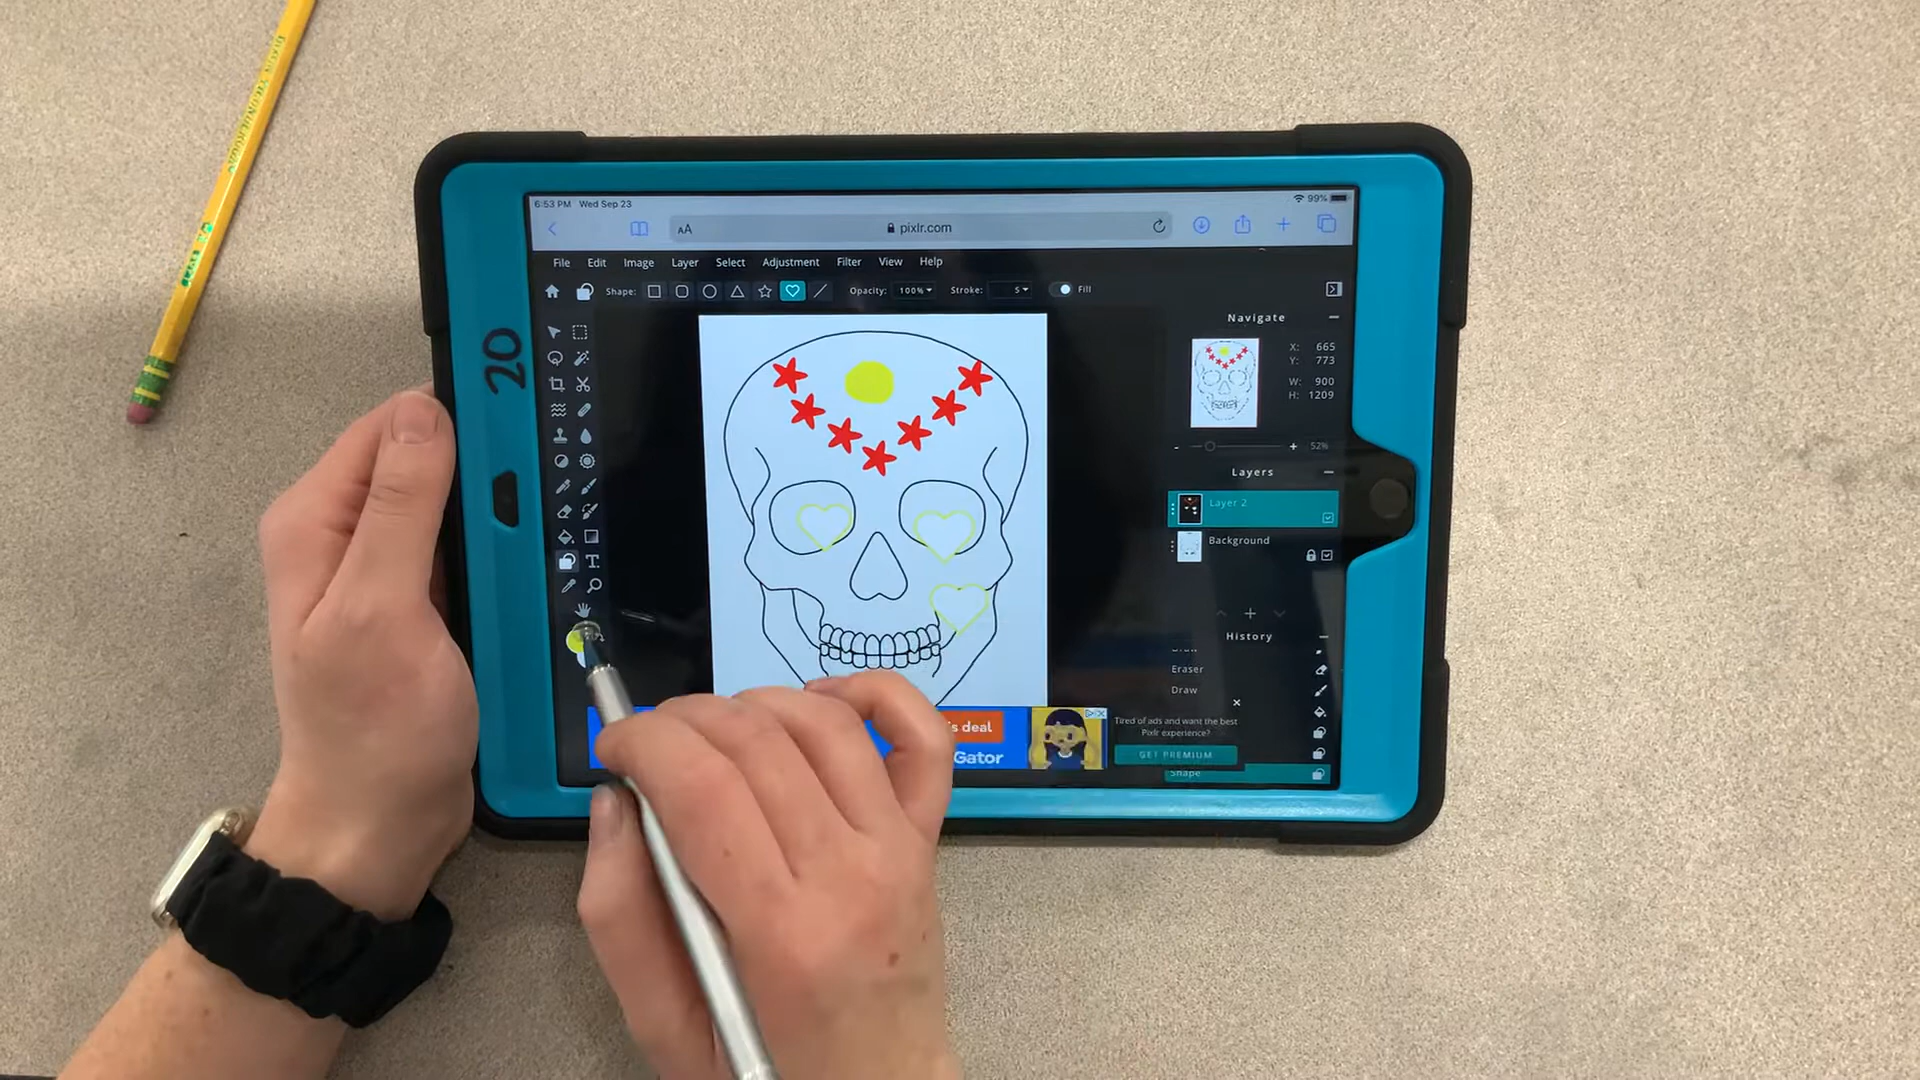 20
6:53 PM Wed Sep 23
99%
AA
pixlr.com
File Edit Image Layer Select Adjustment Filter View Help
Shape:
Opacity: 100%
Stroke: 5
Fill
Navigate
X: 665
Y: 773
W: 900
H: 1209
- + 52%
Layers
Layer 2
Background
T
History
Draw
Eraser
Draw
's deal
Gator
Tired of ads and want the best
Pixlr experience?
GET PREMIUM
Shape